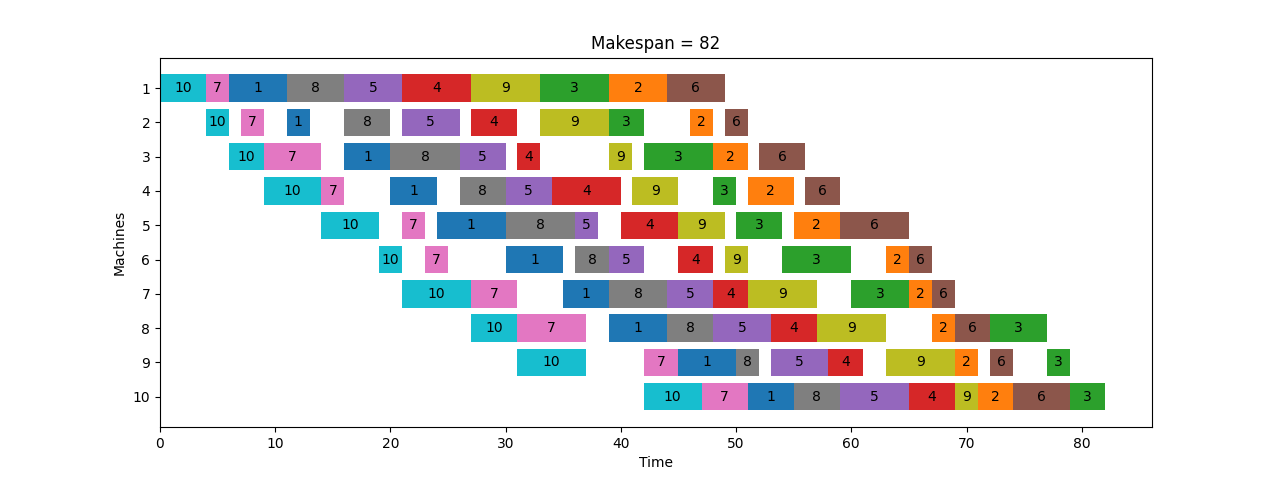 Makespan = 82
1 10 7 1 8 5 4 9 3 2 6
2 10 7 1 8 5 4 9 3 2 6
3 10 7 1 8 5 4 9 3 2 6
4 10 7 1 8 5 4 9 3 2 6
5 10 7 1 8 5 4 9 3 2 6
6 10 7 1 8 5 4 9 3 2 6
7 10 7 1 8 5 4 9 3 2 6
8 10 7 1 8 5 4 9 2 6 3
9 10 7 1 8 5 4 9 2 6 3
10 10 7 1 8 5 4 9 2 6 3
Machines
0 10 20 30 40 50 60 70 80
Time